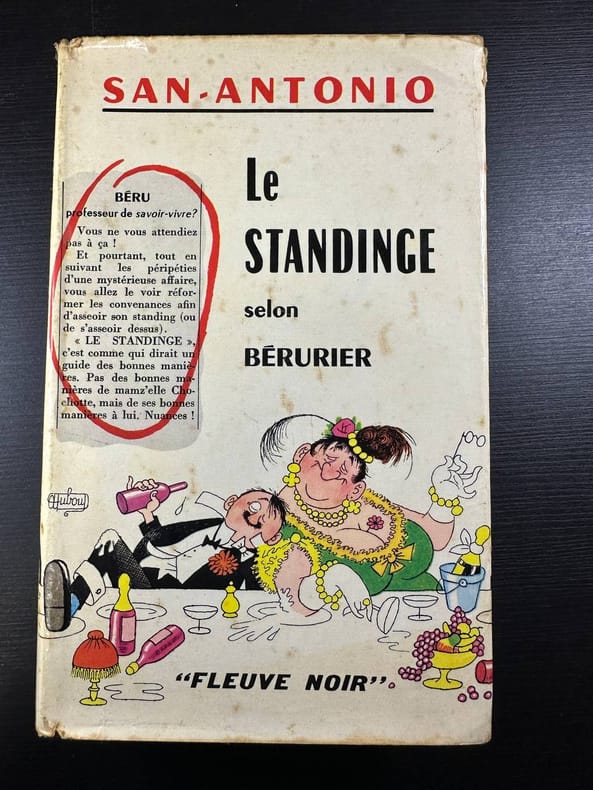 SAN-ANTONIO
Le
STANDINGE
selon
BÉRURIER
BÉRU
professeur de savoir-vivre?
Vous ne vous attendiez
pas à ça !
Et pourtant, tout en
suivant les péripéties
d'une mystérieuse affaire,
vous allez le voir réfor-
mer les convenances afin
d'asseoir son standing (ou
de s'asseoir dessus).
« LE STANDINGE »,
c'est comme qui dirait un
guide des bonnes maniè-
res. Pas des bonnes ma-
nières de mamz'elle Cho-
chotte, mais de ses bonnes
manières à lui. Nuances !
Dubout
"FLEUVE NOIR"